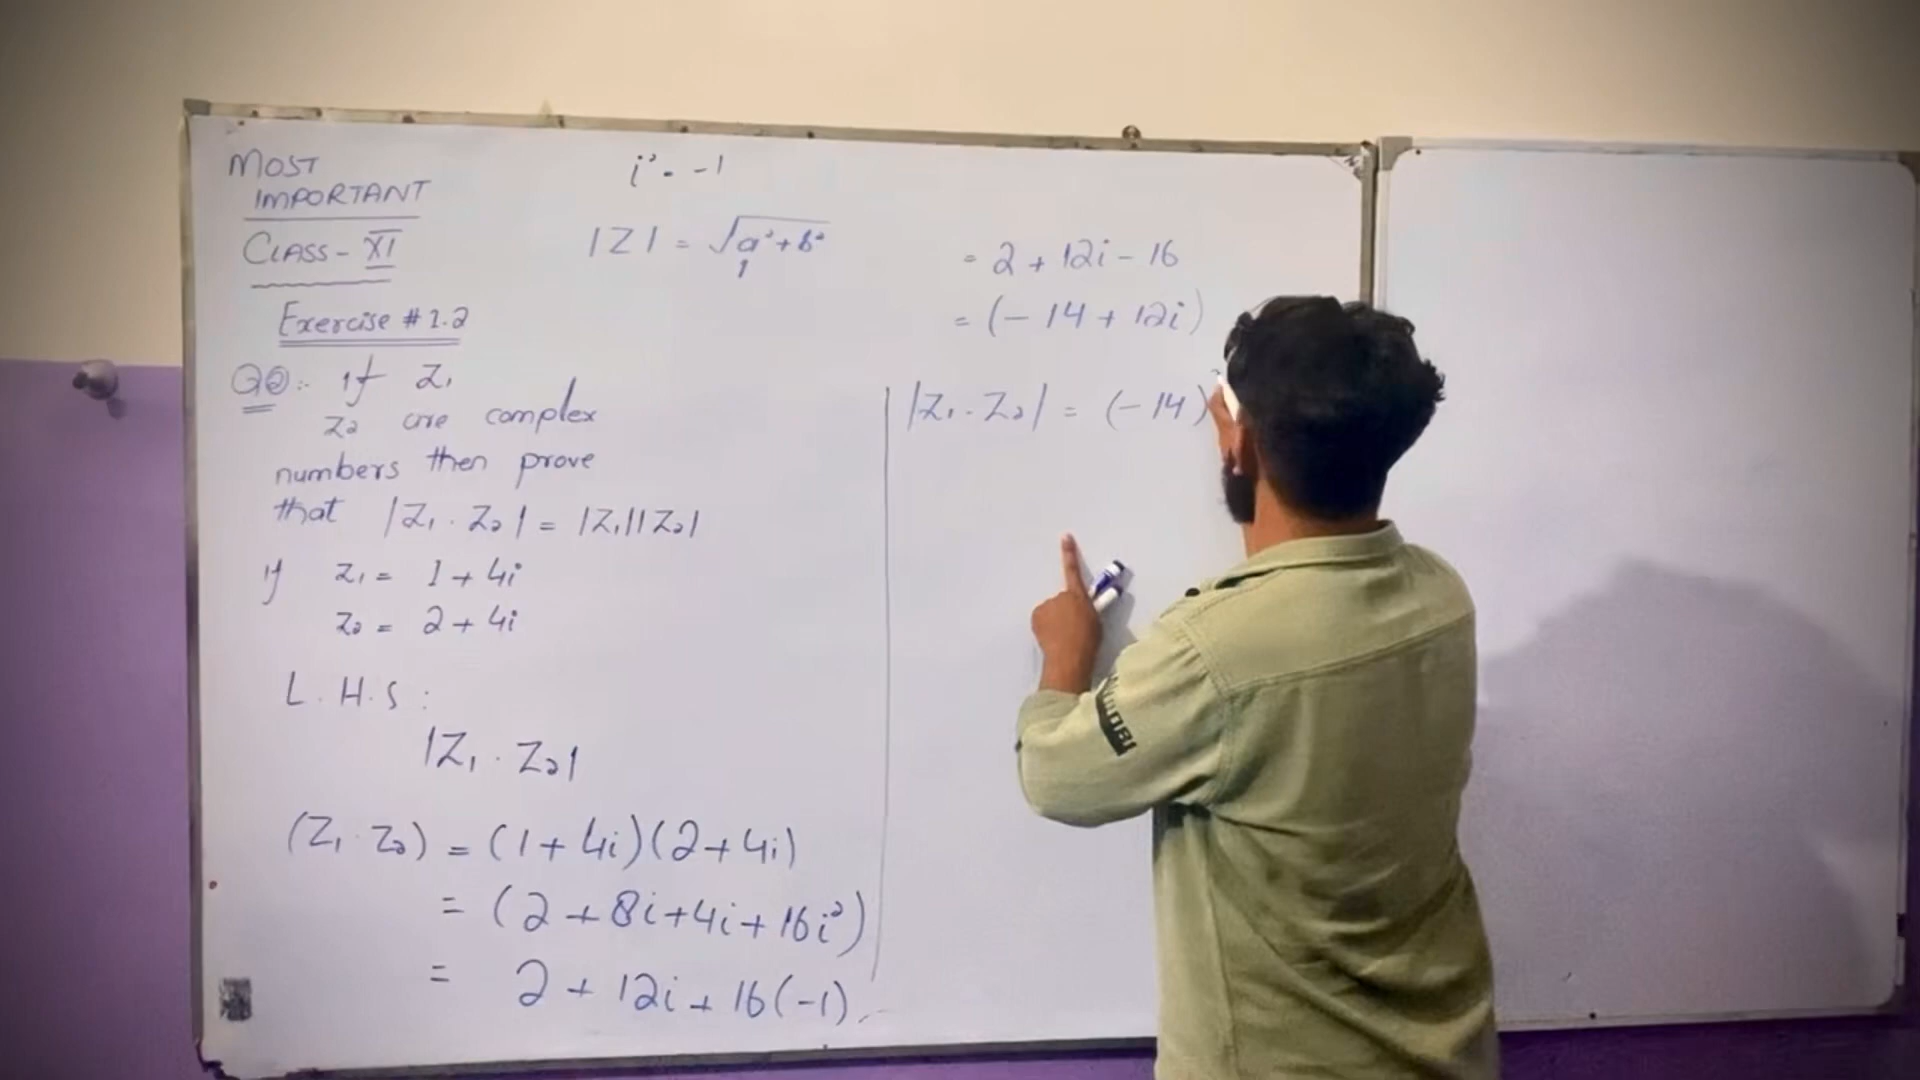 MOST
IMPORTANT
CLASS - XI
Exercise # 1.2
Q2:- If Z₁
Z₂ are complex
numbers then prove
that |Z₁ . Z₂| = |Z₁||Z₂|
if Z₁ = 1 + 4i
Z₂ = 2 + 4i
L.H.S :
|Z₁ . Z₂|
(Z₁ . Z₂) = (1 + 4i)(2 + 4i)
= (2 + 8i + 4i + 16i²)
= 2 + 12i + 16(-1)
i² = -1
|Z| = √a² + b²
= 2 + 12i - 16
= (- 14 + 12i)
|Z₁ . Z₂| = (- 14)